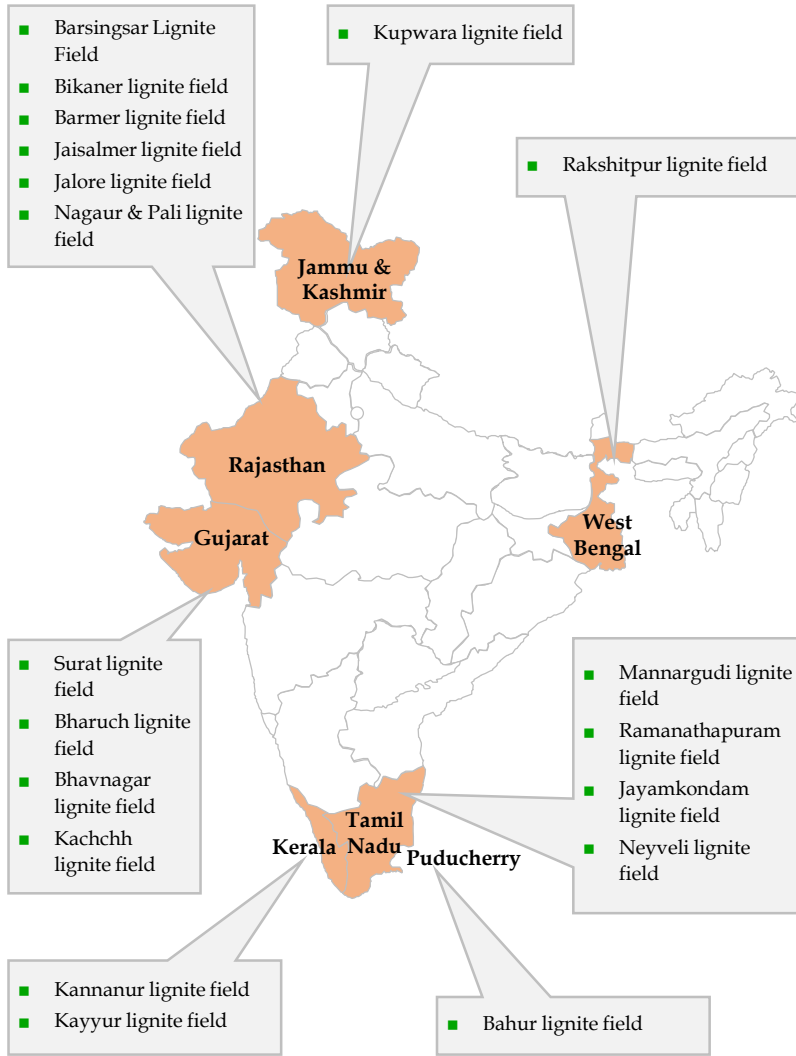 Barsingsar Lignite
Field
Bikaner lignite field
Barmer lignite field
Jaisalmer lignite field
Jalore lignite field
Nagaur & Pali lignite
field
Kupwara lignite field
Rakshitpur lignite field
Jammu &
Kashmir
Rajasthan
Gujarat
West
Bengal
Surat lignite
field
Bharuch lignite
field
Bhavnagar
lignite field
Kachchh
lignite field
Mannargudi lignite
field
Ramanathapuram
lignite field
Jayamkondam
lignite field
Neyveli lignite
field
Tamil
Nadu
Kerala
Puducherry
Kannanur lignite field
Kayyur lignite field
Bahur lignite field